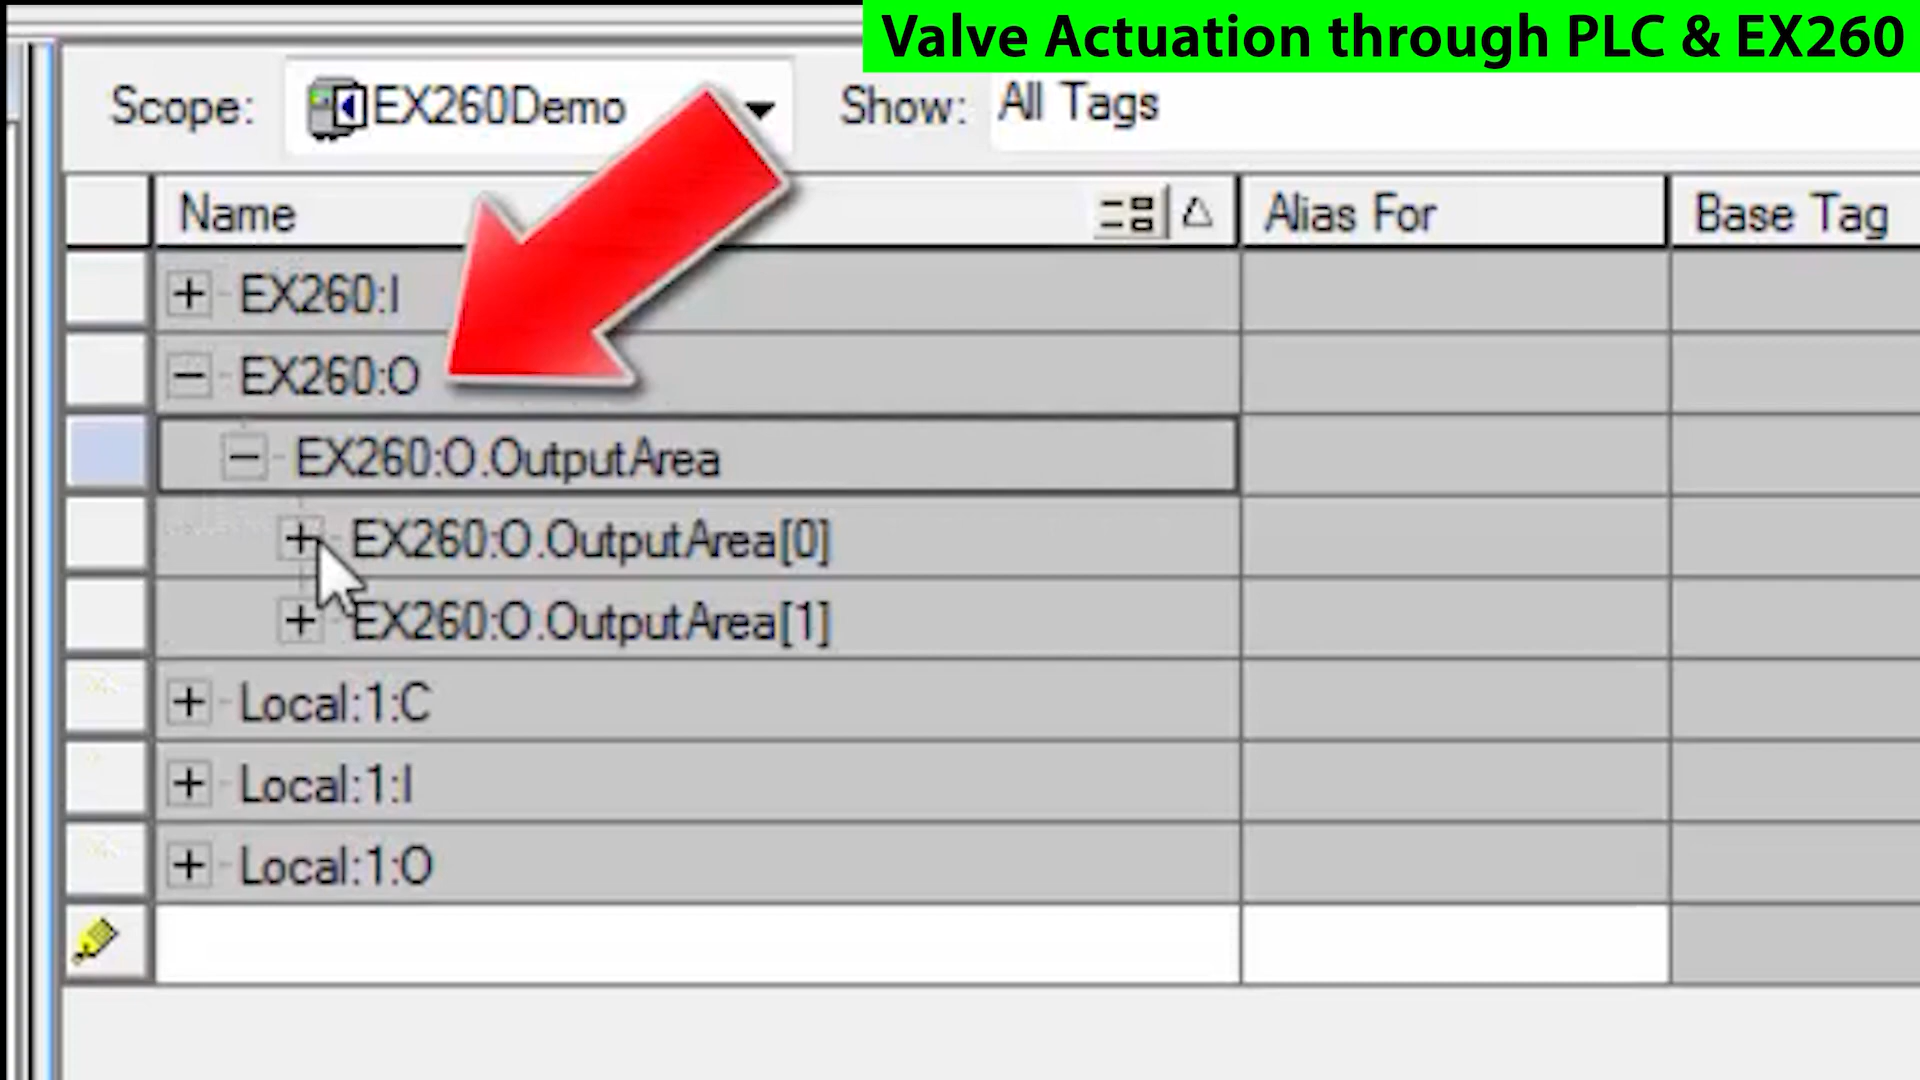 Valve Actuation through PLC & EX260
Scope: EX260Demo Show: All Tags
Name Alias For Base Tag
EX260:I
EX260:O
EX260:O.OutputArea
EX260:O.OutputArea[0]
EX260:O.OutputArea[1]
Local:1:C
Local:1:I
Local:1:O